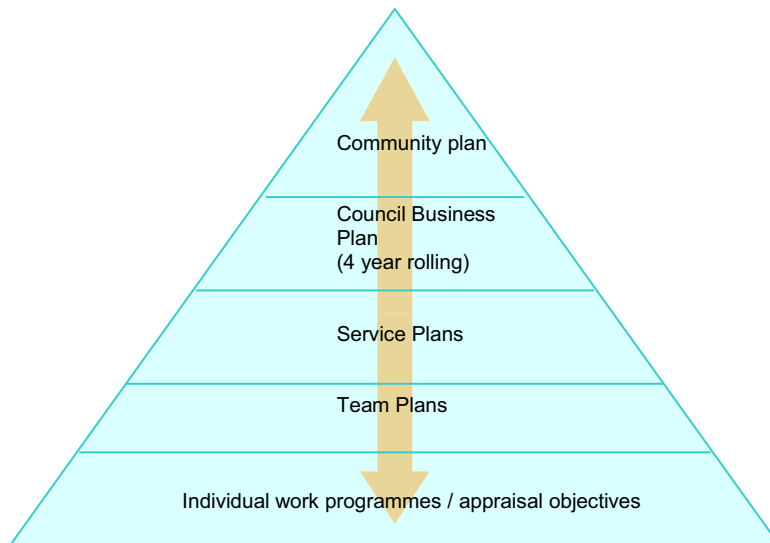 Community plan
Council Business
Plan
(4 year rolling)
Service Plans
Team Plans
Individual work programmes / appraisal objectives